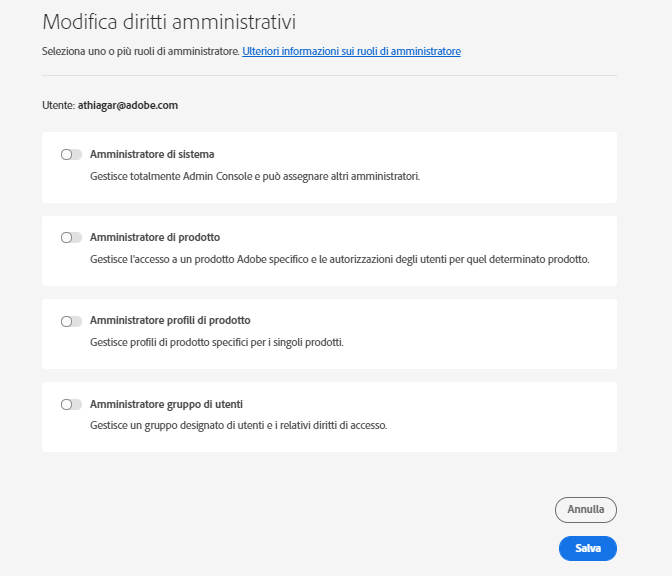 Modifica diritti amministrativi
Seleziona uno o più ruoli di amministratore. Ulteriori informazioni sui ruoli di amministratore
Utente: athiagar@adobe.com
Amministratore di sistema
Gestisce totalmente Admin Console e può assegnare altri amministratori.
Amministratore di prodotto
Gestisce l'accesso a un prodotto Adobe specifico e le autorizzazioni degli utenti per quel determinato prodotto.
Amministratore profili di prodotto
Gestisce profili di prodotto specifici per i singoli prodotti.
Amministratore gruppo di utenti
Gestisce un gruppo designato di utenti e i relativi diritti di accesso.
Annulla
Salva